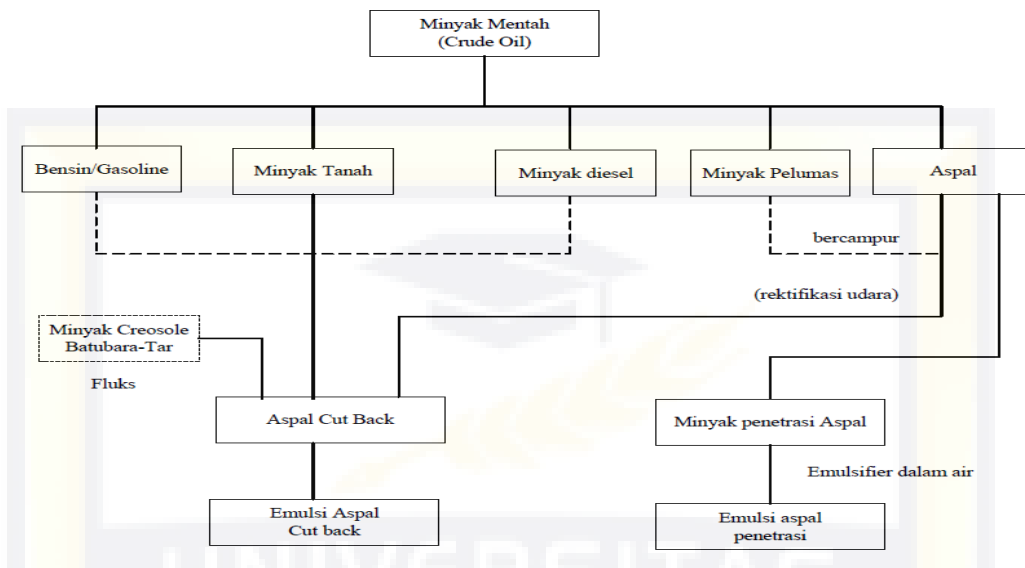 Minyak Mentah
(Crude Oil)
Bensin/Gasoline
Minyak Tanah
Minyak diesel
Minyak Pelumas
Aspal
bercampur
(rektifikasi udara)
Minyak Creosole
Batubara-Tar
Fluks
Aspal Cut Back
Minyak penetrasi Aspal
Emulsifier dalam air
Emulsi Aspal
Cut back
Emulsi aspal
penetrasi
UNIVERSITAS